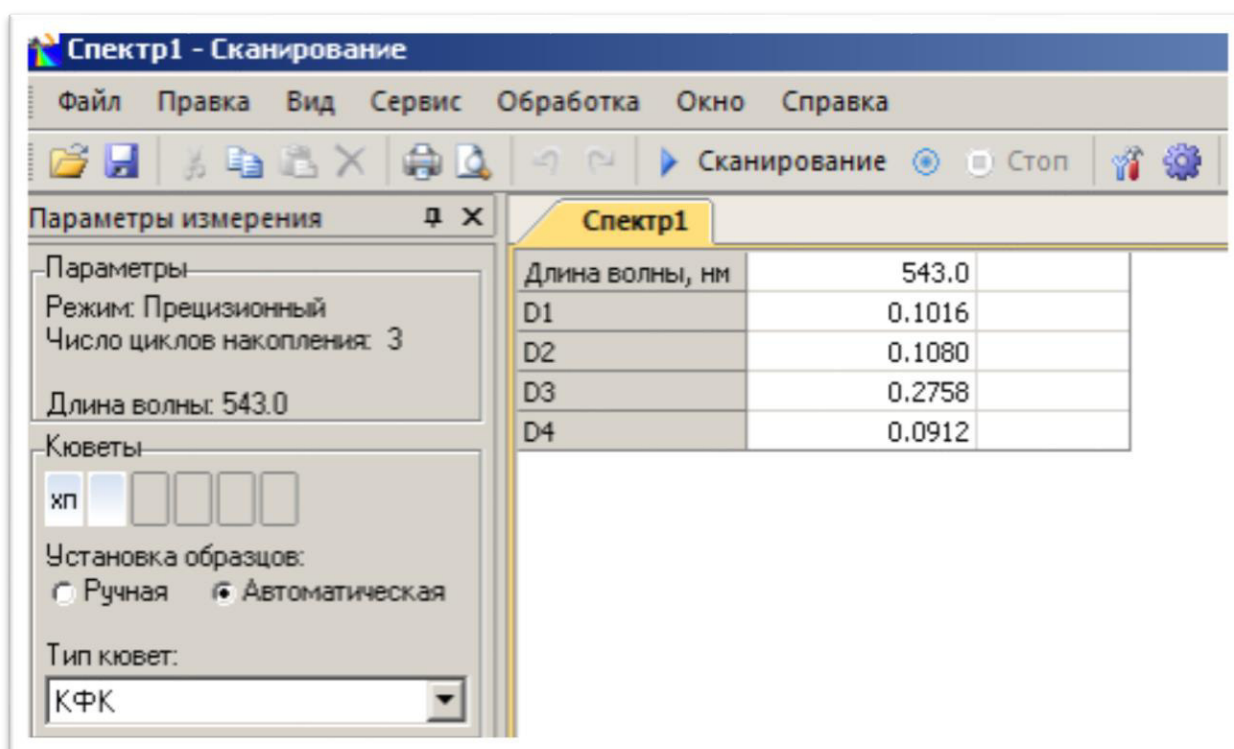 Спектр1 - Сканирование
Файл Правка Вид Сервис Обработка Окно Справка
Сканирование Стоп
Параметры измерения
Параметры
Режим: Прецизионный
Число циклов накопления: 3
Длина волны: 543.0
Кюветы
хп
Установка образцов:
Ручная Автоматическая
Тип кювет:
КФК
Спектр1
Длина волны, нм 543.0
D1 0.1016
D2 0.1080
D3 0.2758
D4 0.0912